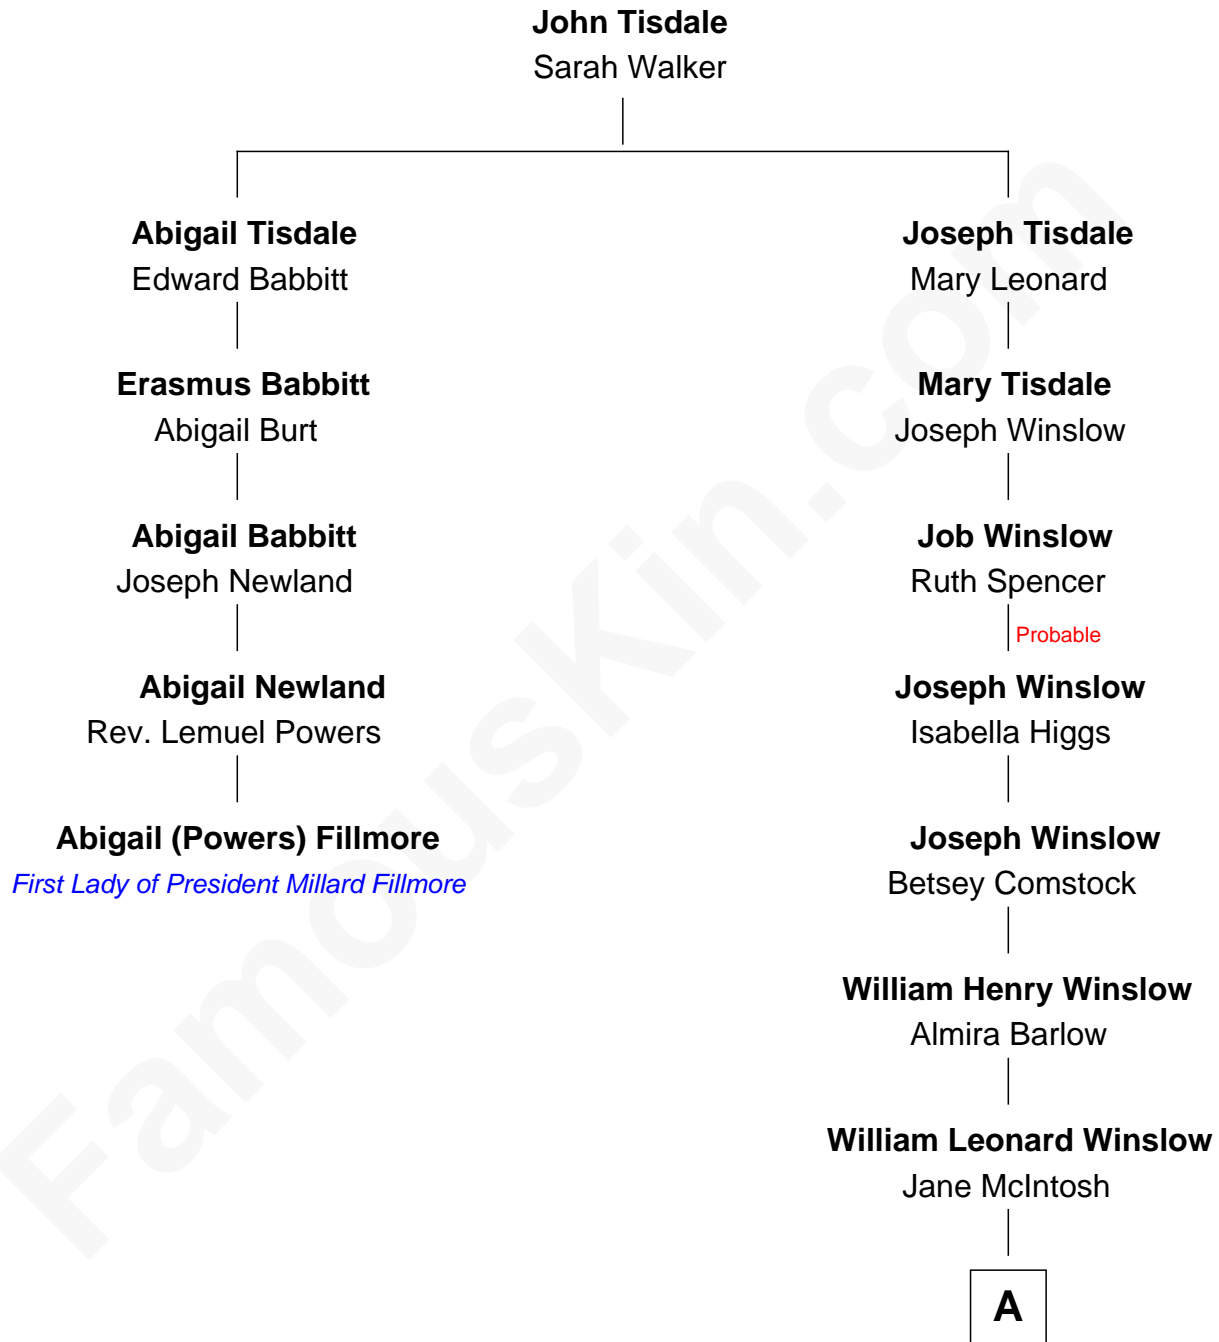 John Tisdale
Sarah Walker
Abigail Tisdale
Edward Babbitt
Joseph Tisdale
Mary Leonard
Erasmus Babbitt
Abigail Burt
Mary Tisdale
Joseph Winslow
Abigail Babbitt
Joseph Newland
Job Winslow
Ruth Spencer
Probable
Abigail Newland
Rev. Lemuel Powers
Joseph Winslow
Isabella Higgs
Abigail (Powers) Fillmore
First Lady of President Millard Fillmore
Joseph Winslow
Betsey Comstock
William Henry Winslow
Almira Barlow
William Leonard Winslow
Jane McIntosh
A
FamousKin.com